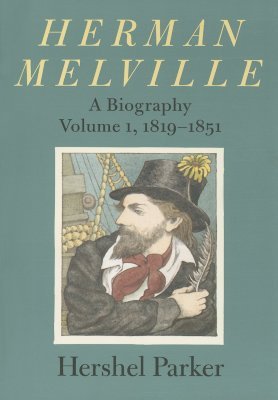 HERMAN
MELVILLE
A Biography
Volume 1, 1819–1851
Hershel Parker